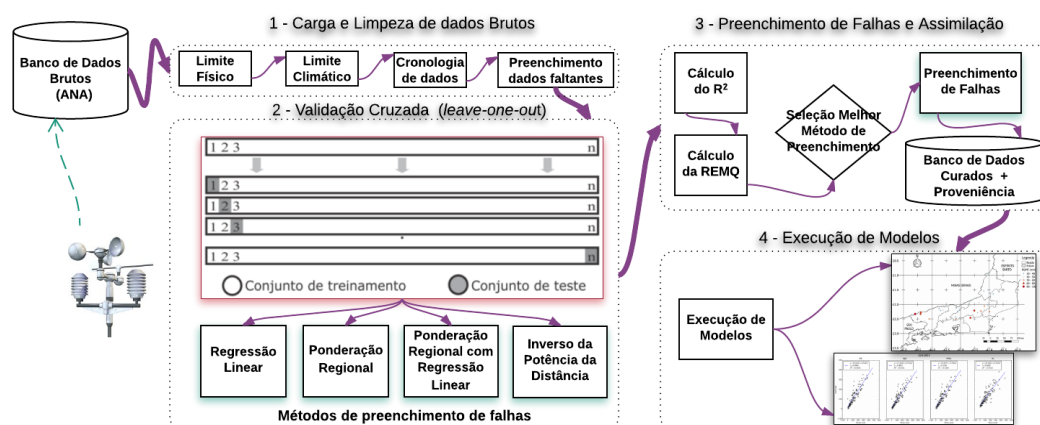 1 - Carga e Limpeza de dados Brutos
Banco de Dados
Brutos
(ANA)
Limite
Físico
Limite
Climático
Cronologia
de dados
Preenchimento
dados faltantes
2 - Validação Cruzada (leave-one-out)
1 2 3 n
1 2 3 n
1 2 3 n
1 2 3 n
1 2 3 n
Conjunto de treinamento
Conjunto de teste
Regressão
Linear
Ponderação
Regional
Ponderação
Regional com
Regressão
Linear
Inverso da
Potência da
Distância
Métodos de preenchimento de falhas
3 - Preenchimento de Falhas e Assimilação
Cálculo
do R²
Cálculo
da REMQ
Seleção Melhor
Método de
Preenchimento
Preenchimento
de Falhas
Banco de Dados
Curados +
Proveniência
4 - Execução de Modelos
Execução de
Modelos